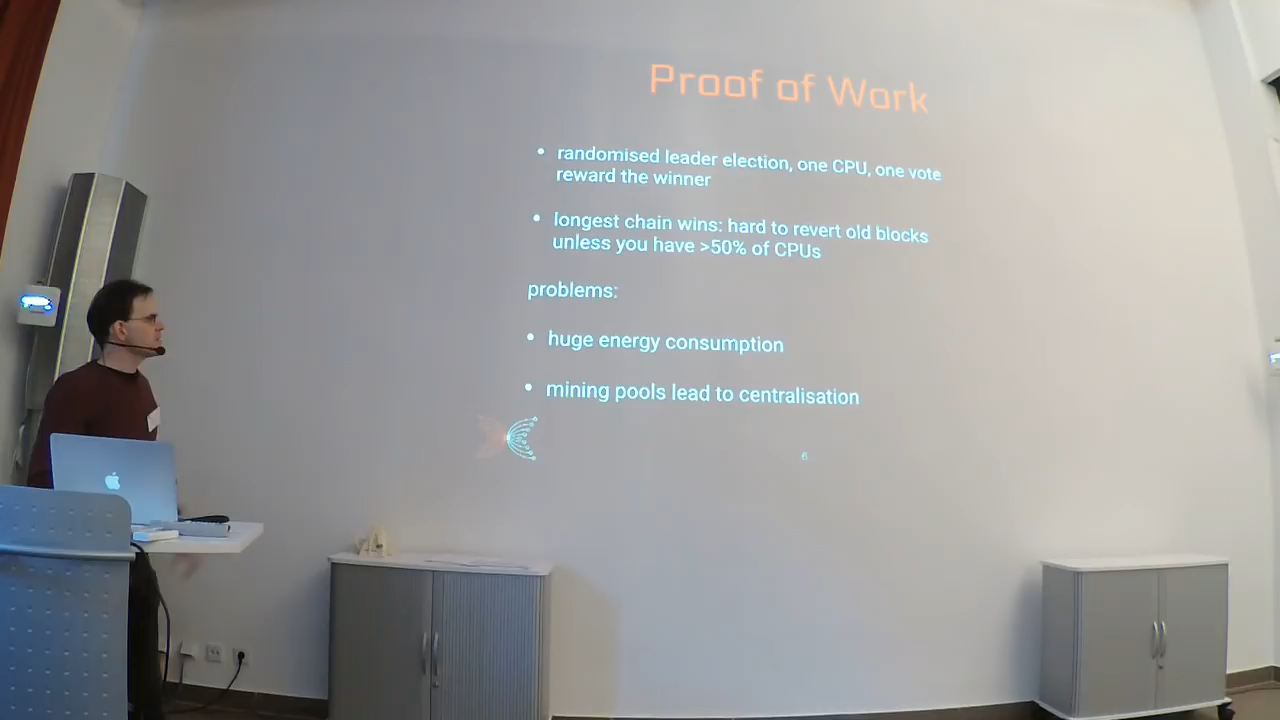 Proof of Work
• randomised leader election, one CPU, one vote
reward the winner
• longest chain wins: hard to revert old blocks
unless you have >50% of CPUs
problems:
• huge energy consumption
• mining pools lead to centralisation
6